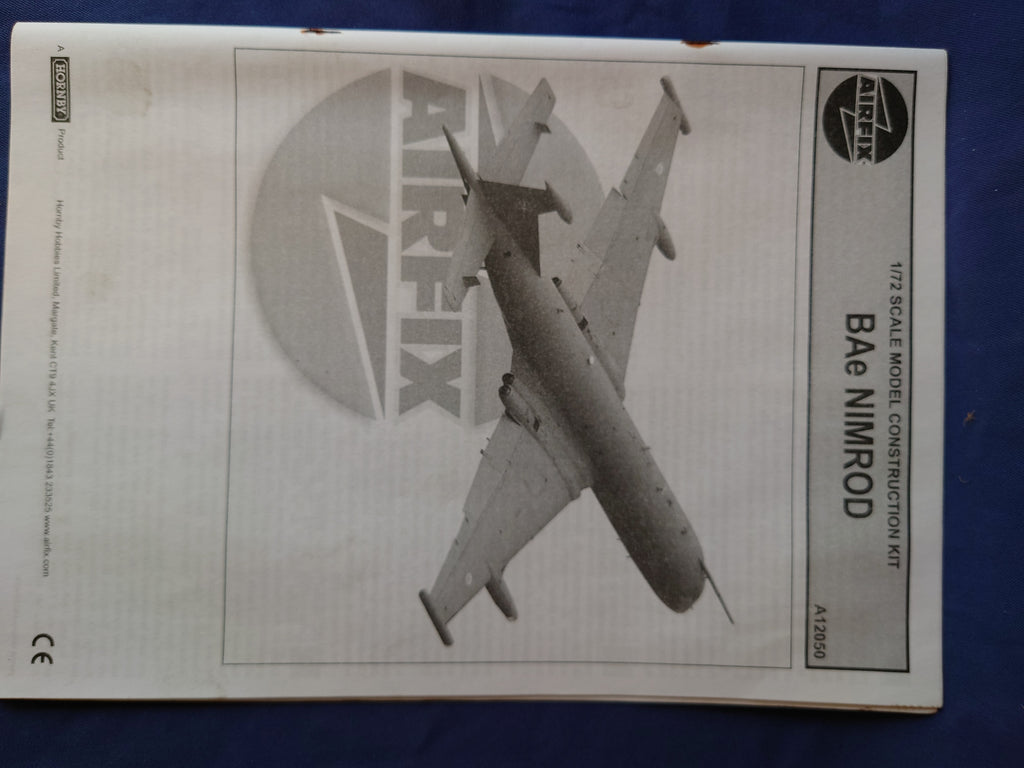 AIRFIX
1/72 SCALE MODEL CONSTRUCTION KIT
BAe NIMROD
A12050
AIRFIX
A HORNBY Product
Hornby Hobbies Limited, Margate, Kent CT9 4JX UK Tel:+44(0)1843 233525 www.airfix.com
CE